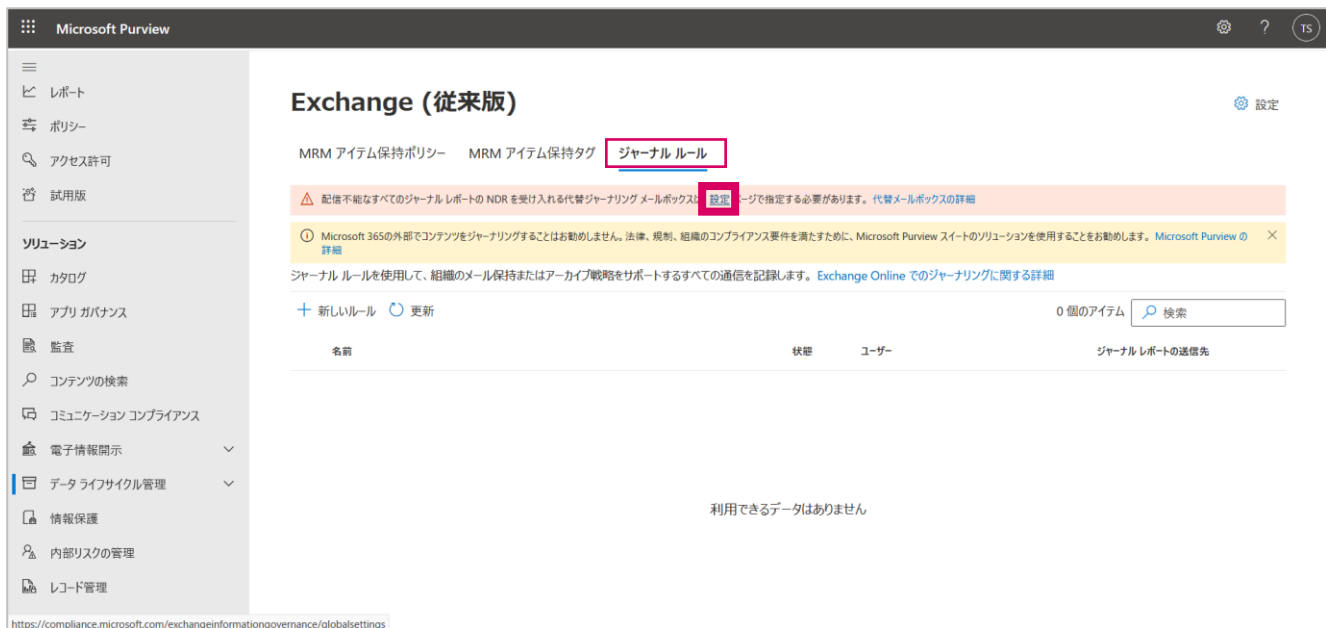 Microsoft Purview
TS
レポート
ポリシー
アクセス許可
試用版
ソリューション
カタログ
アプリ ガバナンス
監査
コンテンツの検索
コミュニケーション コンプライアンス
電子情報開示
データ ライフサイクル管理
情報保護
内部リスクの管理
レコード管理
Exchange (従来版)
設定
MRM アイテム保持ポリシー MRM アイテム保持タグ ジャーナル ルール
配信不能なすべてのジャーナル レポートの NDR を受け入れる代替ジャーナリング メールボックスは 設定 ページで指定する必要があります。代替メールボックスの詳細
Microsoft 365の外部でコンテンツをジャーナリングすることはお勧めしません。法律、規制、組織のコンプライアンス要件を満たすために、Microsoft Purview スイートのソリューションを使用することをお勧めします。Microsoft Purview の
詳細
ジャーナル ルールを使用して、組織のメール保持またはアーカイブ戦略をサポートするすべての通信を記録します。Exchange Online でのジャーナリングに関する詳細
新しいルール 更新 0 個のアイテム 検索
名前 状態 ユーザー ジャーナル レポートの送信先
利用できるデータはありません
https://compliance.microsoft.com/exchangeinformationgovernance/globalsettings